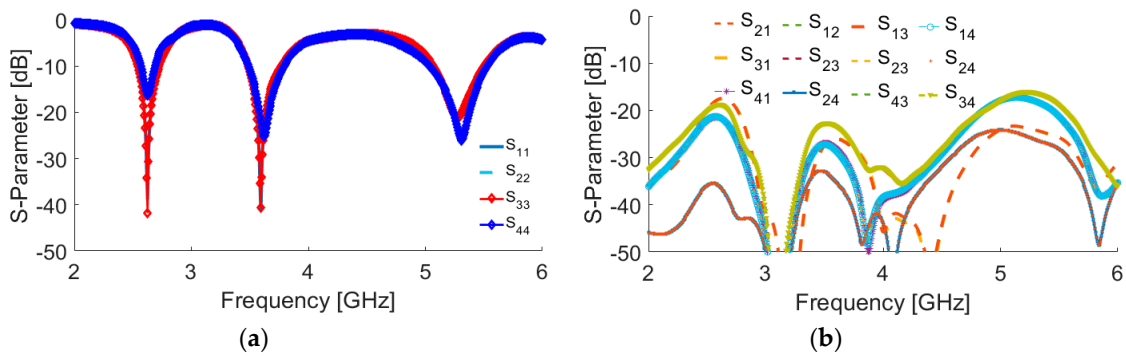 0
-10
-20
-30
-40
-50
S-Parameter [dB]
S11
S22
S33
S44
2 3 4 5 6
Frequency [GHz]
(a)
0
-10
-20
-30
-40
-50
S-Parameter [dB]
S21 S12 S13 S14
S31 S23 S23 S24
S41 S24 S43 S34
2 3 4 5 6
Frequency [GHz]
(b)